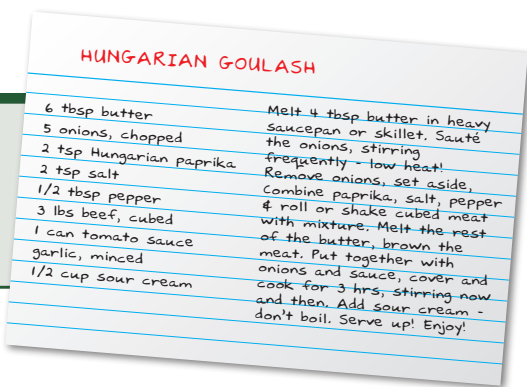 HUNGARIAN GOULASH
6 tbsp butter
5 onions, chopped
2 tsp Hungarian paprika
2 tsp salt
1/2 tbsp pepper
3 lbs beef, cubed
1 can tomato sauce
garlic, minced
1/2 cup sour cream
Melt 4 tbsp butter in heavy
saucepan or skillet. Sauté
the onions, stirring
frequently - low heat!
Remove onions, set aside,
Combine paprika, salt, pepper
& roll or shake cubed meat
with mixture. Melt the rest
of the butter, brown the
meat. Put together with
onions and sauce, cover and
cook for 3 hrs, stirring now
and then. Add sour cream -
don't boil. Serve up! Enjoy!